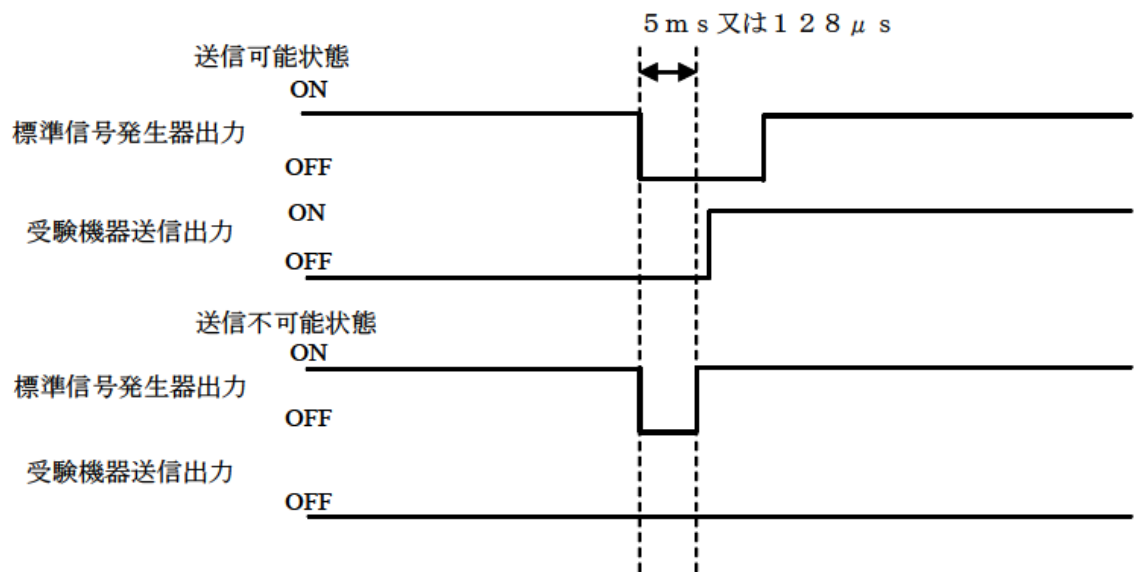 ５ｍｓ又は１２８μｓ
送信可能状態
ON
標準信号発生器出力
OFF
ON
受験機器送信出力
OFF
送信不可能状態
ON
標準信号発生器出力
OFF
受験機器送信出力
OFF